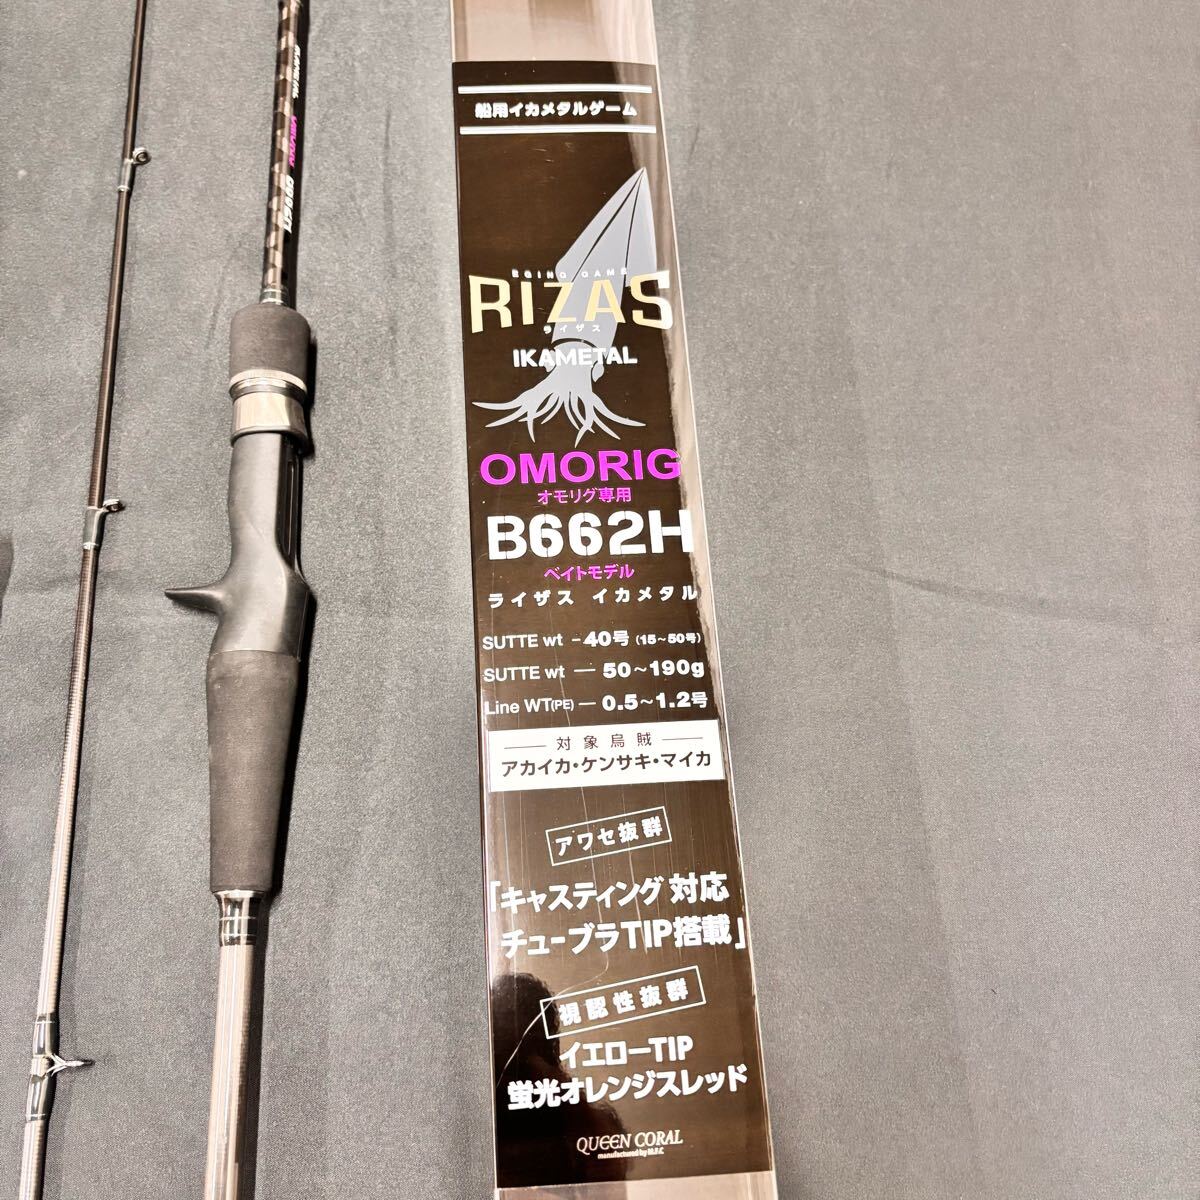 船用イカメタルゲーム
EGING GAME
RIZAS
ライザス
IKAMETAL
OMORIG
オモリグ専用
B662H
ベイトモデル
ライザス イカメタル
SUTTE wt -40号(15~50号)
SUTTE wt — 50~190g
Line WT(PE) — 0.5~1.2号
対象烏賊
アカイカ・ケンサキ・マイカ
アワセ抜群
「キャスティング対応
チューブラTIP搭載」
視認性抜群
イエローTIP
蛍光オレンジスレッド
QUEEN CORAL
manufactured by M.F.C